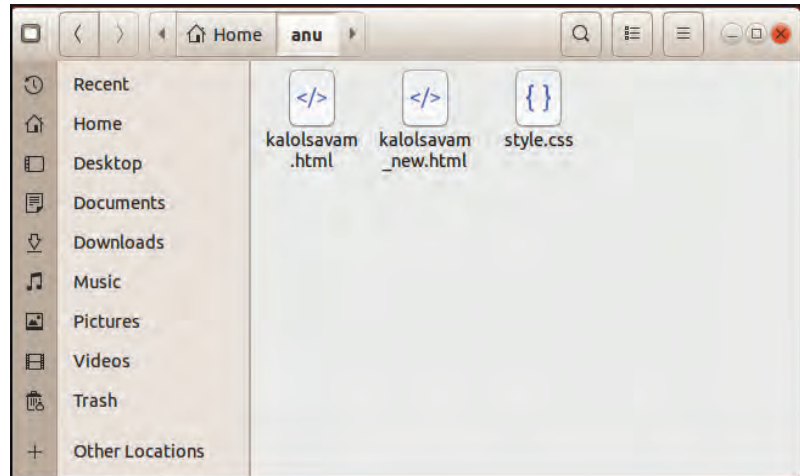 Home anu
Recent
Home
Desktop
Documents
Downloads
Music
Pictures
Videos
Trash
Other Locations
</> </> { }
kalolsavam kalolsavam style.css
.html _new.html